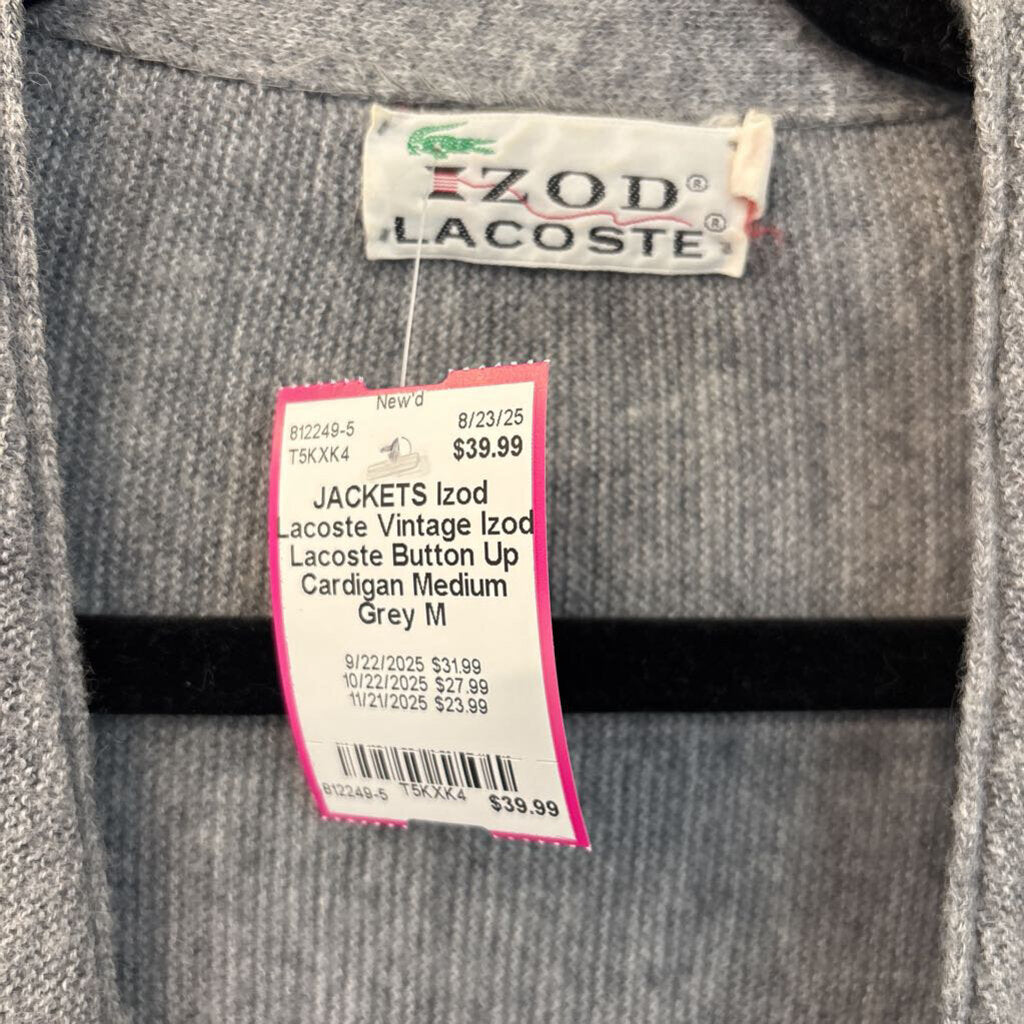 IZOD®
LACOSTE®
New'd
812249-5 8/23/25
T5KXK4 $39.99
JACKETS Izod
Lacoste Vintage Izod
Lacoste Button Up
Cardigan Medium
Grey M
9/22/2025 $31.99
10/22/2025 $27.99
11/21/2025 $23.99
812249-5 T5KXK4 $39.99